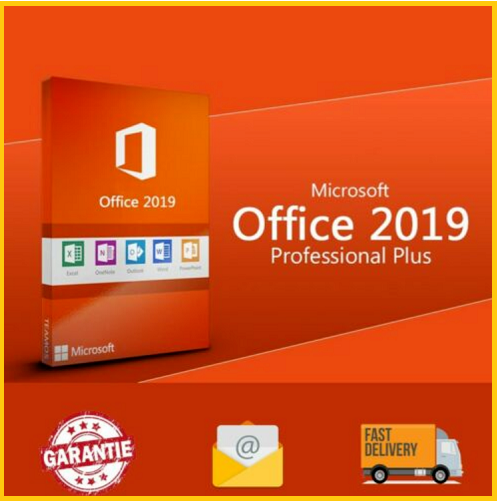 Office 2019
Excel
OneNote
Outlook
Word
PowerPoint
Microsoft
Microsoft
Office 2019
Professional Plus
GARANTIE
@
FAST
DELIVERY